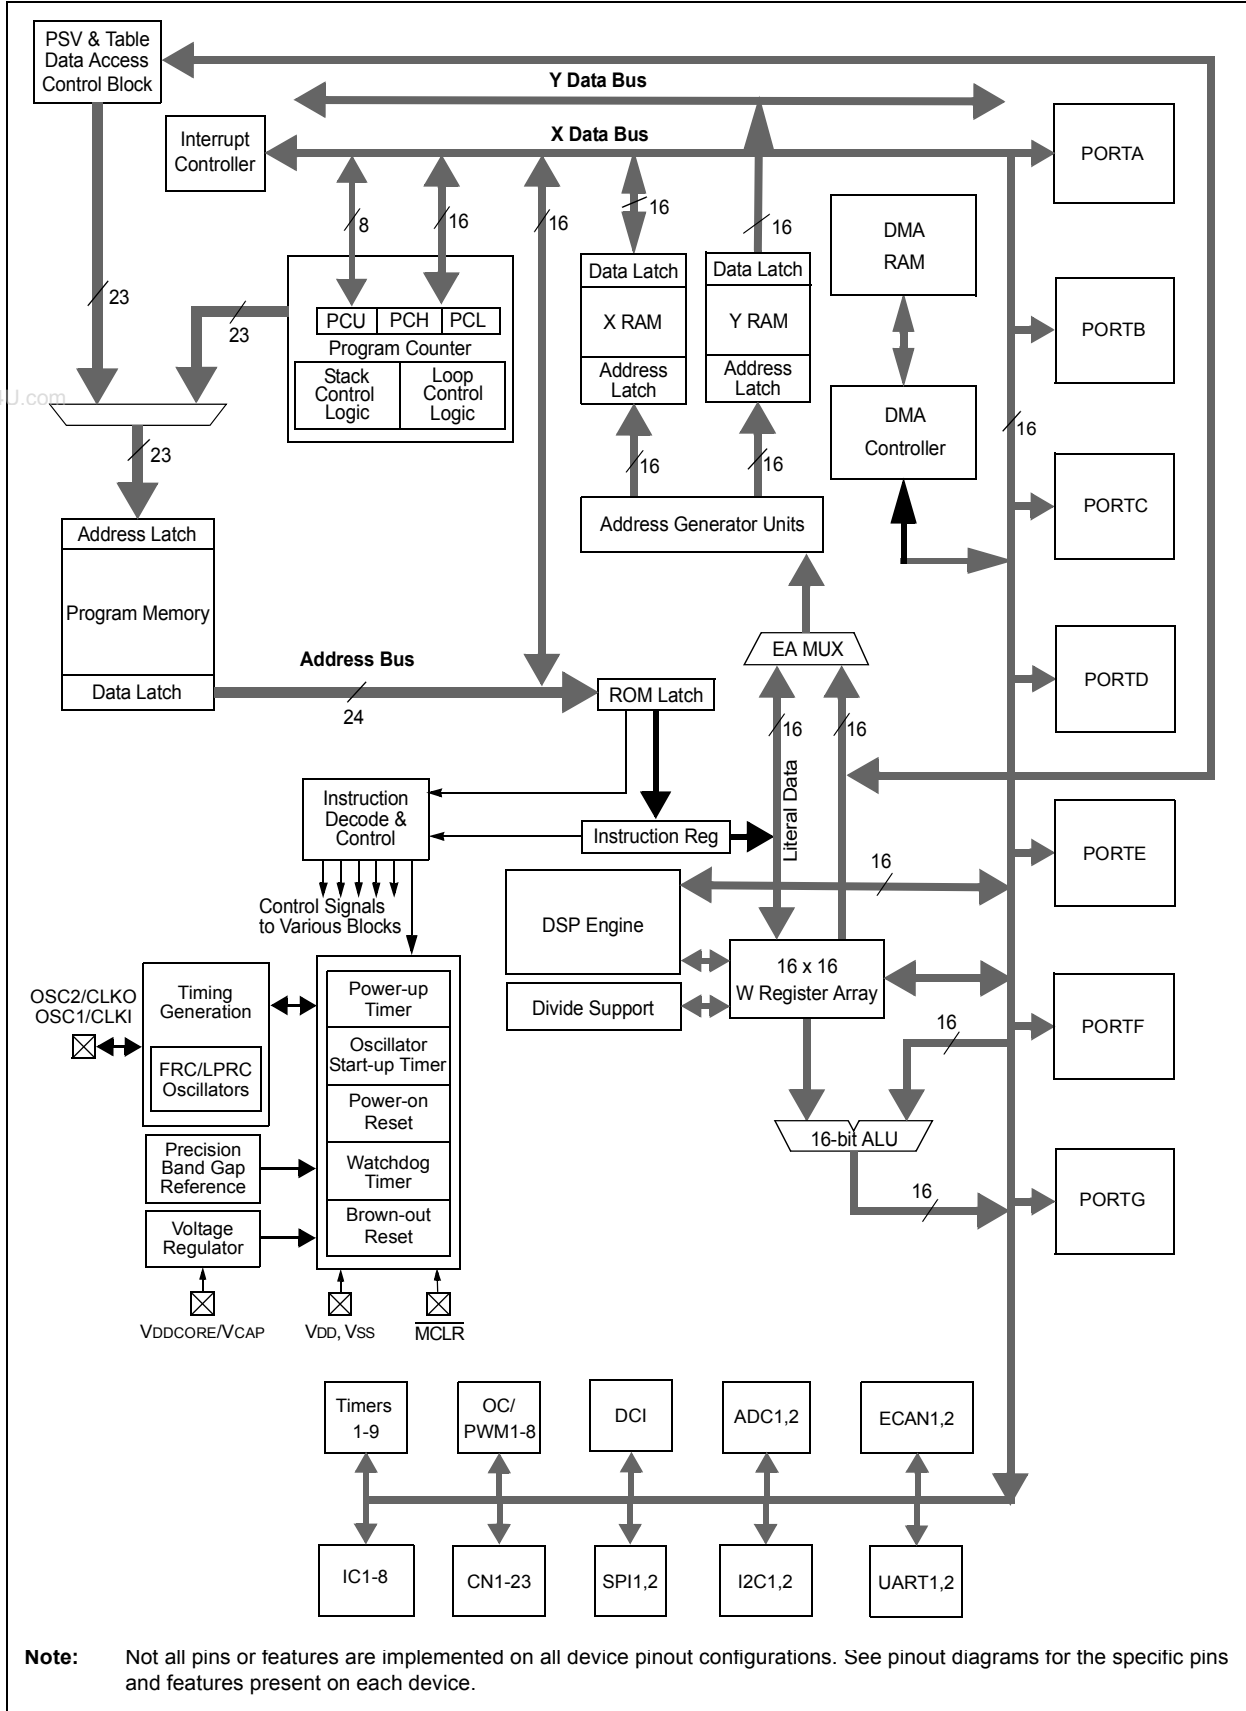 PSV & Table
Data Access
Control Block
Y Data Bus
X Data Bus
Interrupt
Controller
PORTA
8
16
16
16
16
DMA
RAM
Data Latch
Data Latch
23
23
PCU
PCH
PCL
X RAM
Y RAM
PORTB
Program Counter
Stack
Control
Logic
Loop
Control
Logic
Address
Latch
Address
Latch
U.com
DMA
Controller
16
23
16
16
PORTC
Address Latch
Address Generator Units
Program Memory
EA MUX
Address Bus
PORTD
Data Latch
24
ROM Latch
16
16
Literal Data
Instruction
Decode &
Control
Instruction Reg
PORTE
16
Control Signals
to Various Blocks
DSP Engine
16 x 16
W Register Array
Divide Support
OSC2/CLKO
OSC1/CLKI
Timing
Generation
Power-up
Timer
FRC/LPRC
Oscillators
Oscillator
Start-up Timer
16
PORTF
Power-on
Reset
16-bit ALU
Precision
Band Gap
Reference
Watchdog
Timer
16
PORTG
Voltage
Regulator
Brown-out
Reset
VDDCORE/VCAP
VDD, VSS
MCLR
Timers
1-9
OC/
PWM1-8
DCI
ADC1,2
ECAN1,2
IC1-8
CN1-23
SPI1,2
I2C1,2
UART1,2
Note: Not all pins or features are implemented on all device pinout configurations. See pinout diagrams for the specific pins
and features present on each device.